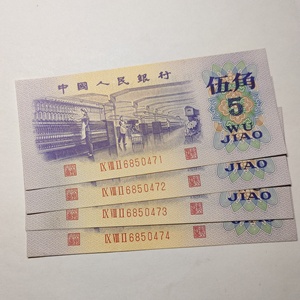 中國人民銀行
伍角
5
WU
JIAO
IX VIII II 6850471
JIAO
IX VIII II 6850472
JIAO
IX VIII II 6850473
JIAO
IX VIII II 6850474